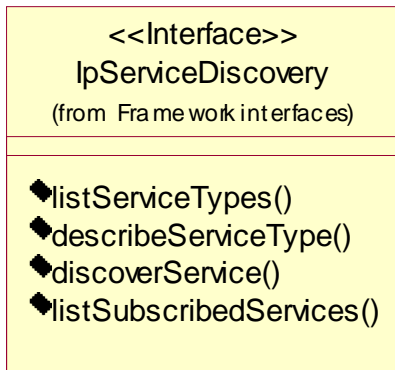 <<Interface>>
IpServiceDiscovery
(from Framework interfaces)
listServiceTypes()
describeServiceType()
discoverService()
listSubscribedServices()